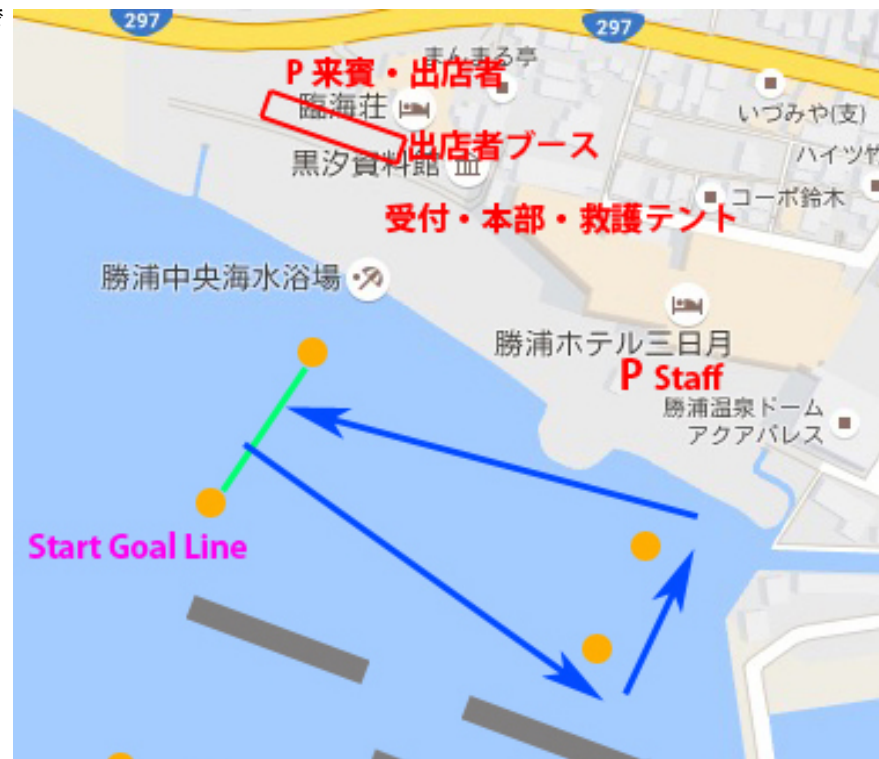 297
297
まんまる亭
P 来賓・出店者
臨海荘
いづみや(支)
出店者ブース
ハイツヤ
黒汐資料館
コーポ鈴木
受付・本部・救護テント
勝浦中央海水浴場
勝浦ホテル三日月
P Staff
勝浦温泉ドーム
アクアパレス
Start Goal Line